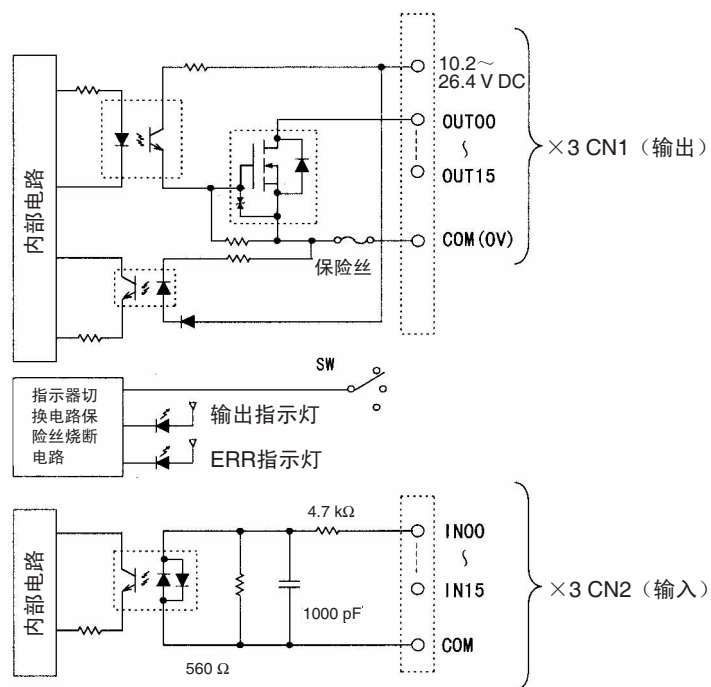 内部电路
10.2～
26.4 V DC
OUT00
～
OUT15
COM(0V)
×3 CN1（输出）
保险丝
指示器切
换电路保
险丝烧断
电路
SW
输出指示灯
ERR指示灯
内部电路
4.7 kΩ
1000 pF
560 Ω
IN00
～
IN15
COM
×3 CN2（输入）